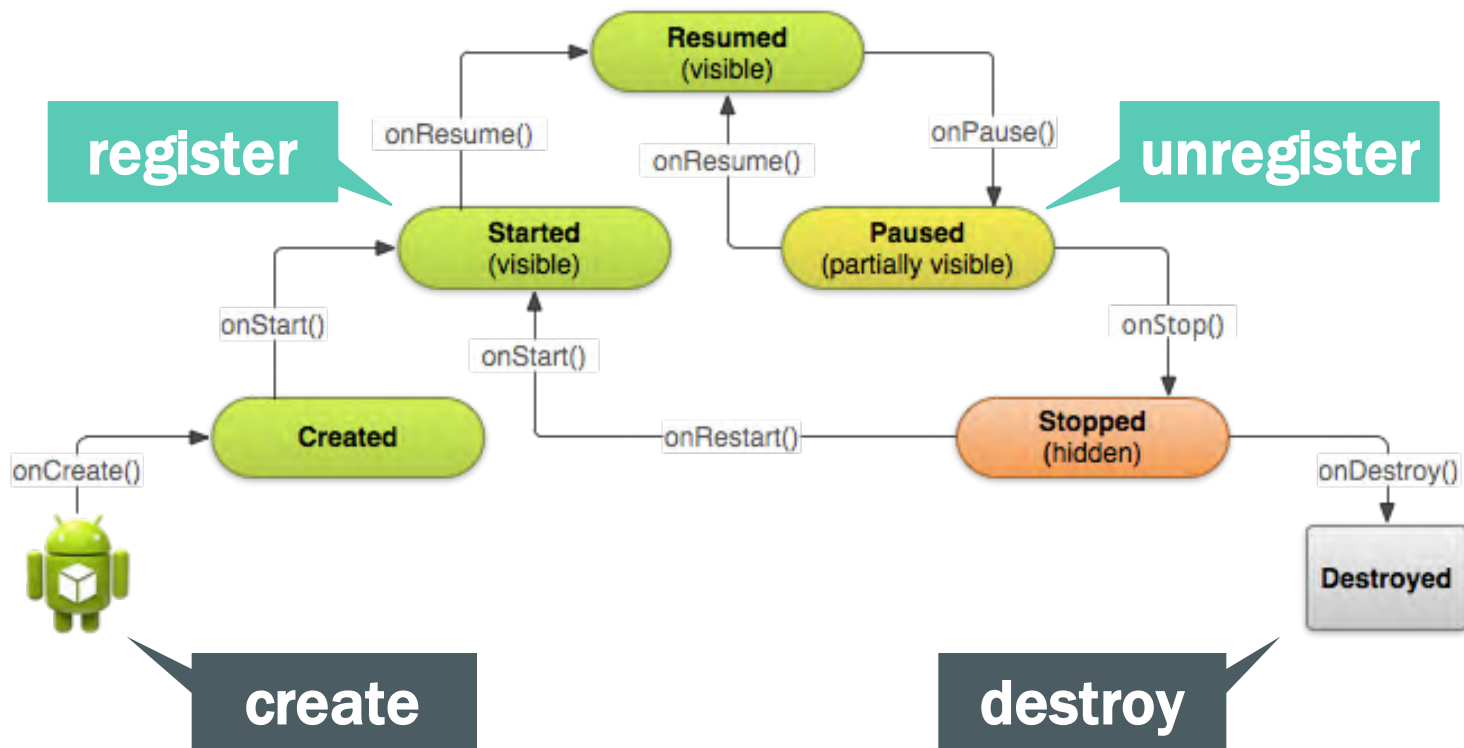 Resumed
(visible)
register
onResume()
onPause()
unregister
onResume()
Started
(visible)
Paused
(partially visible)
onStart()
onStop()
onStart()
Created
onRestart()
Stopped
(hidden)
onCreate()
onDestroy()
Destroyed
create
destroy